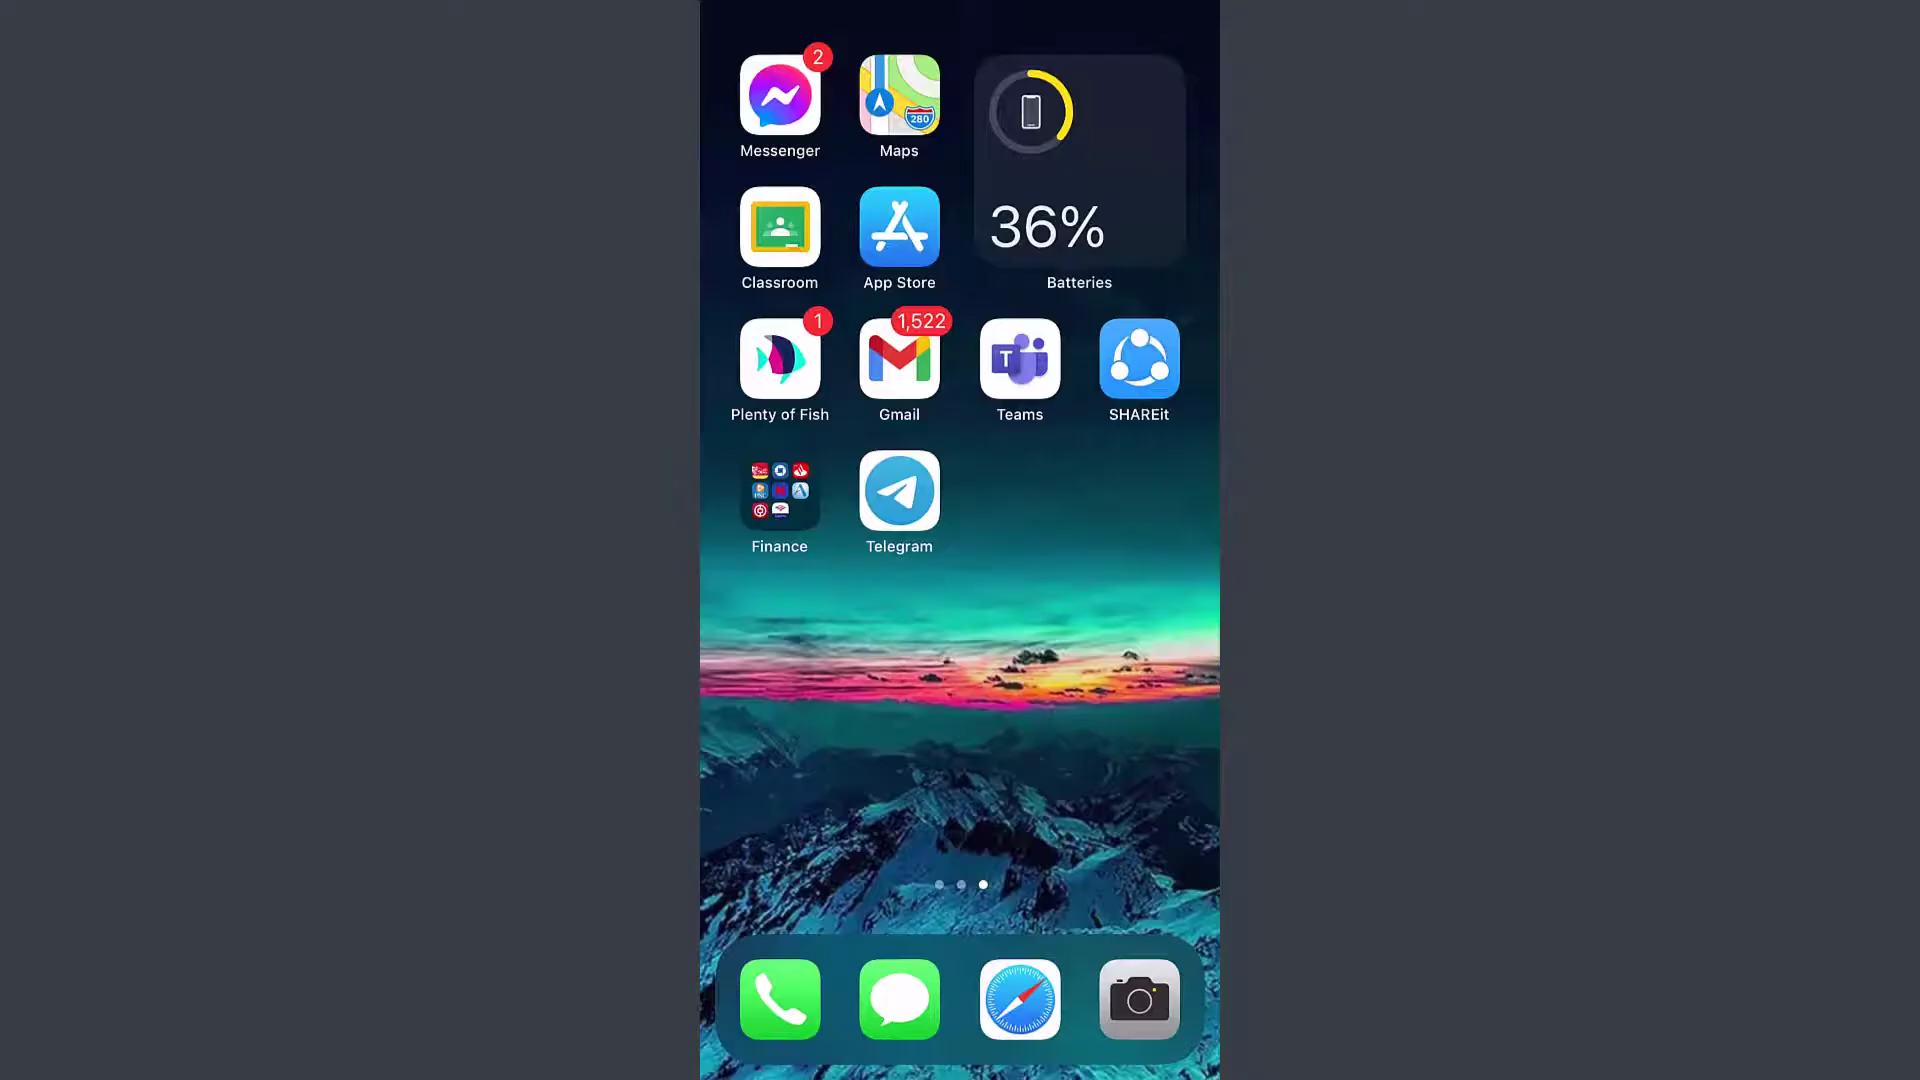 2
280
Messenger
Maps
36%
Classroom
App Store
Batteries
1
1,522
T
Plenty of Fish
Gmail
Teams
SHAREit
Finance
Telegram